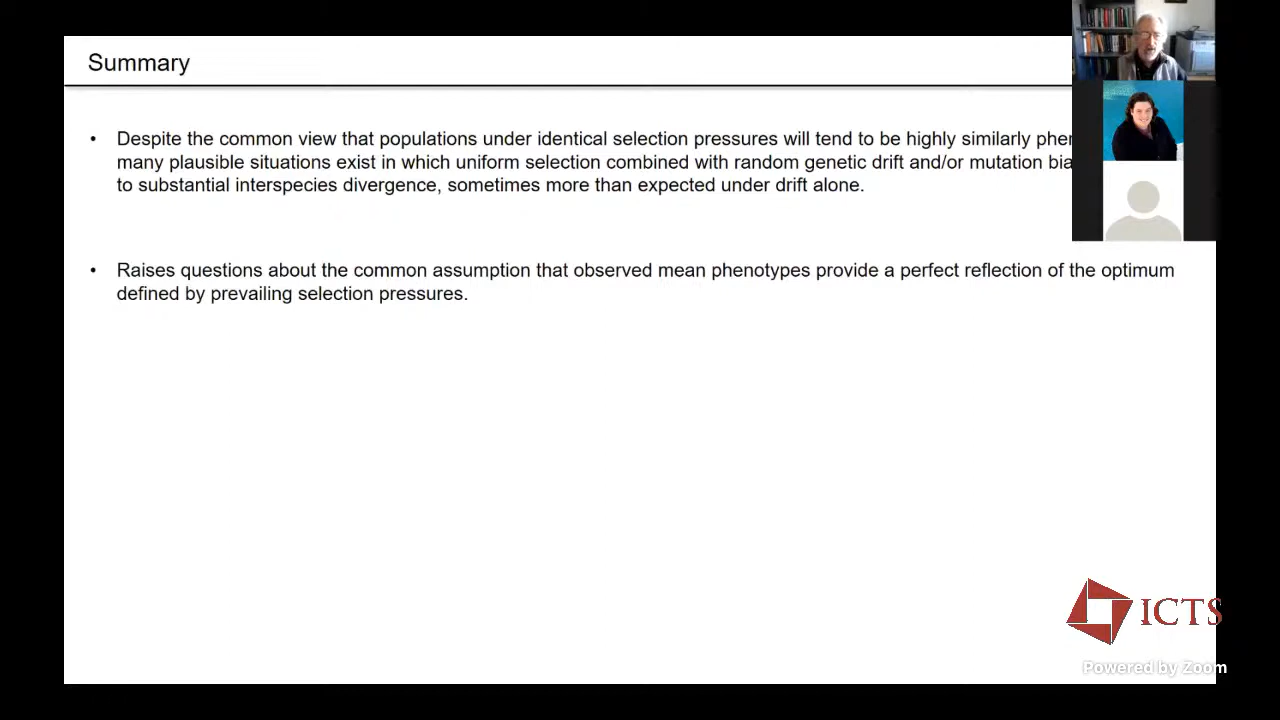 Summary
• Despite the common view that populations under identical selection pressures will tend to be highly similarly
many plausible situations exist in which uniform selection combined with random genetic drift and/or mutation
to substantial interspecies divergence, sometimes more than expected under drift alone.
• Raises questions about the common assumption that observed mean phenotypes provide a perfect reflection of the optimum
defined by prevailing selection pressures.
ICTS
Powered by Zoom